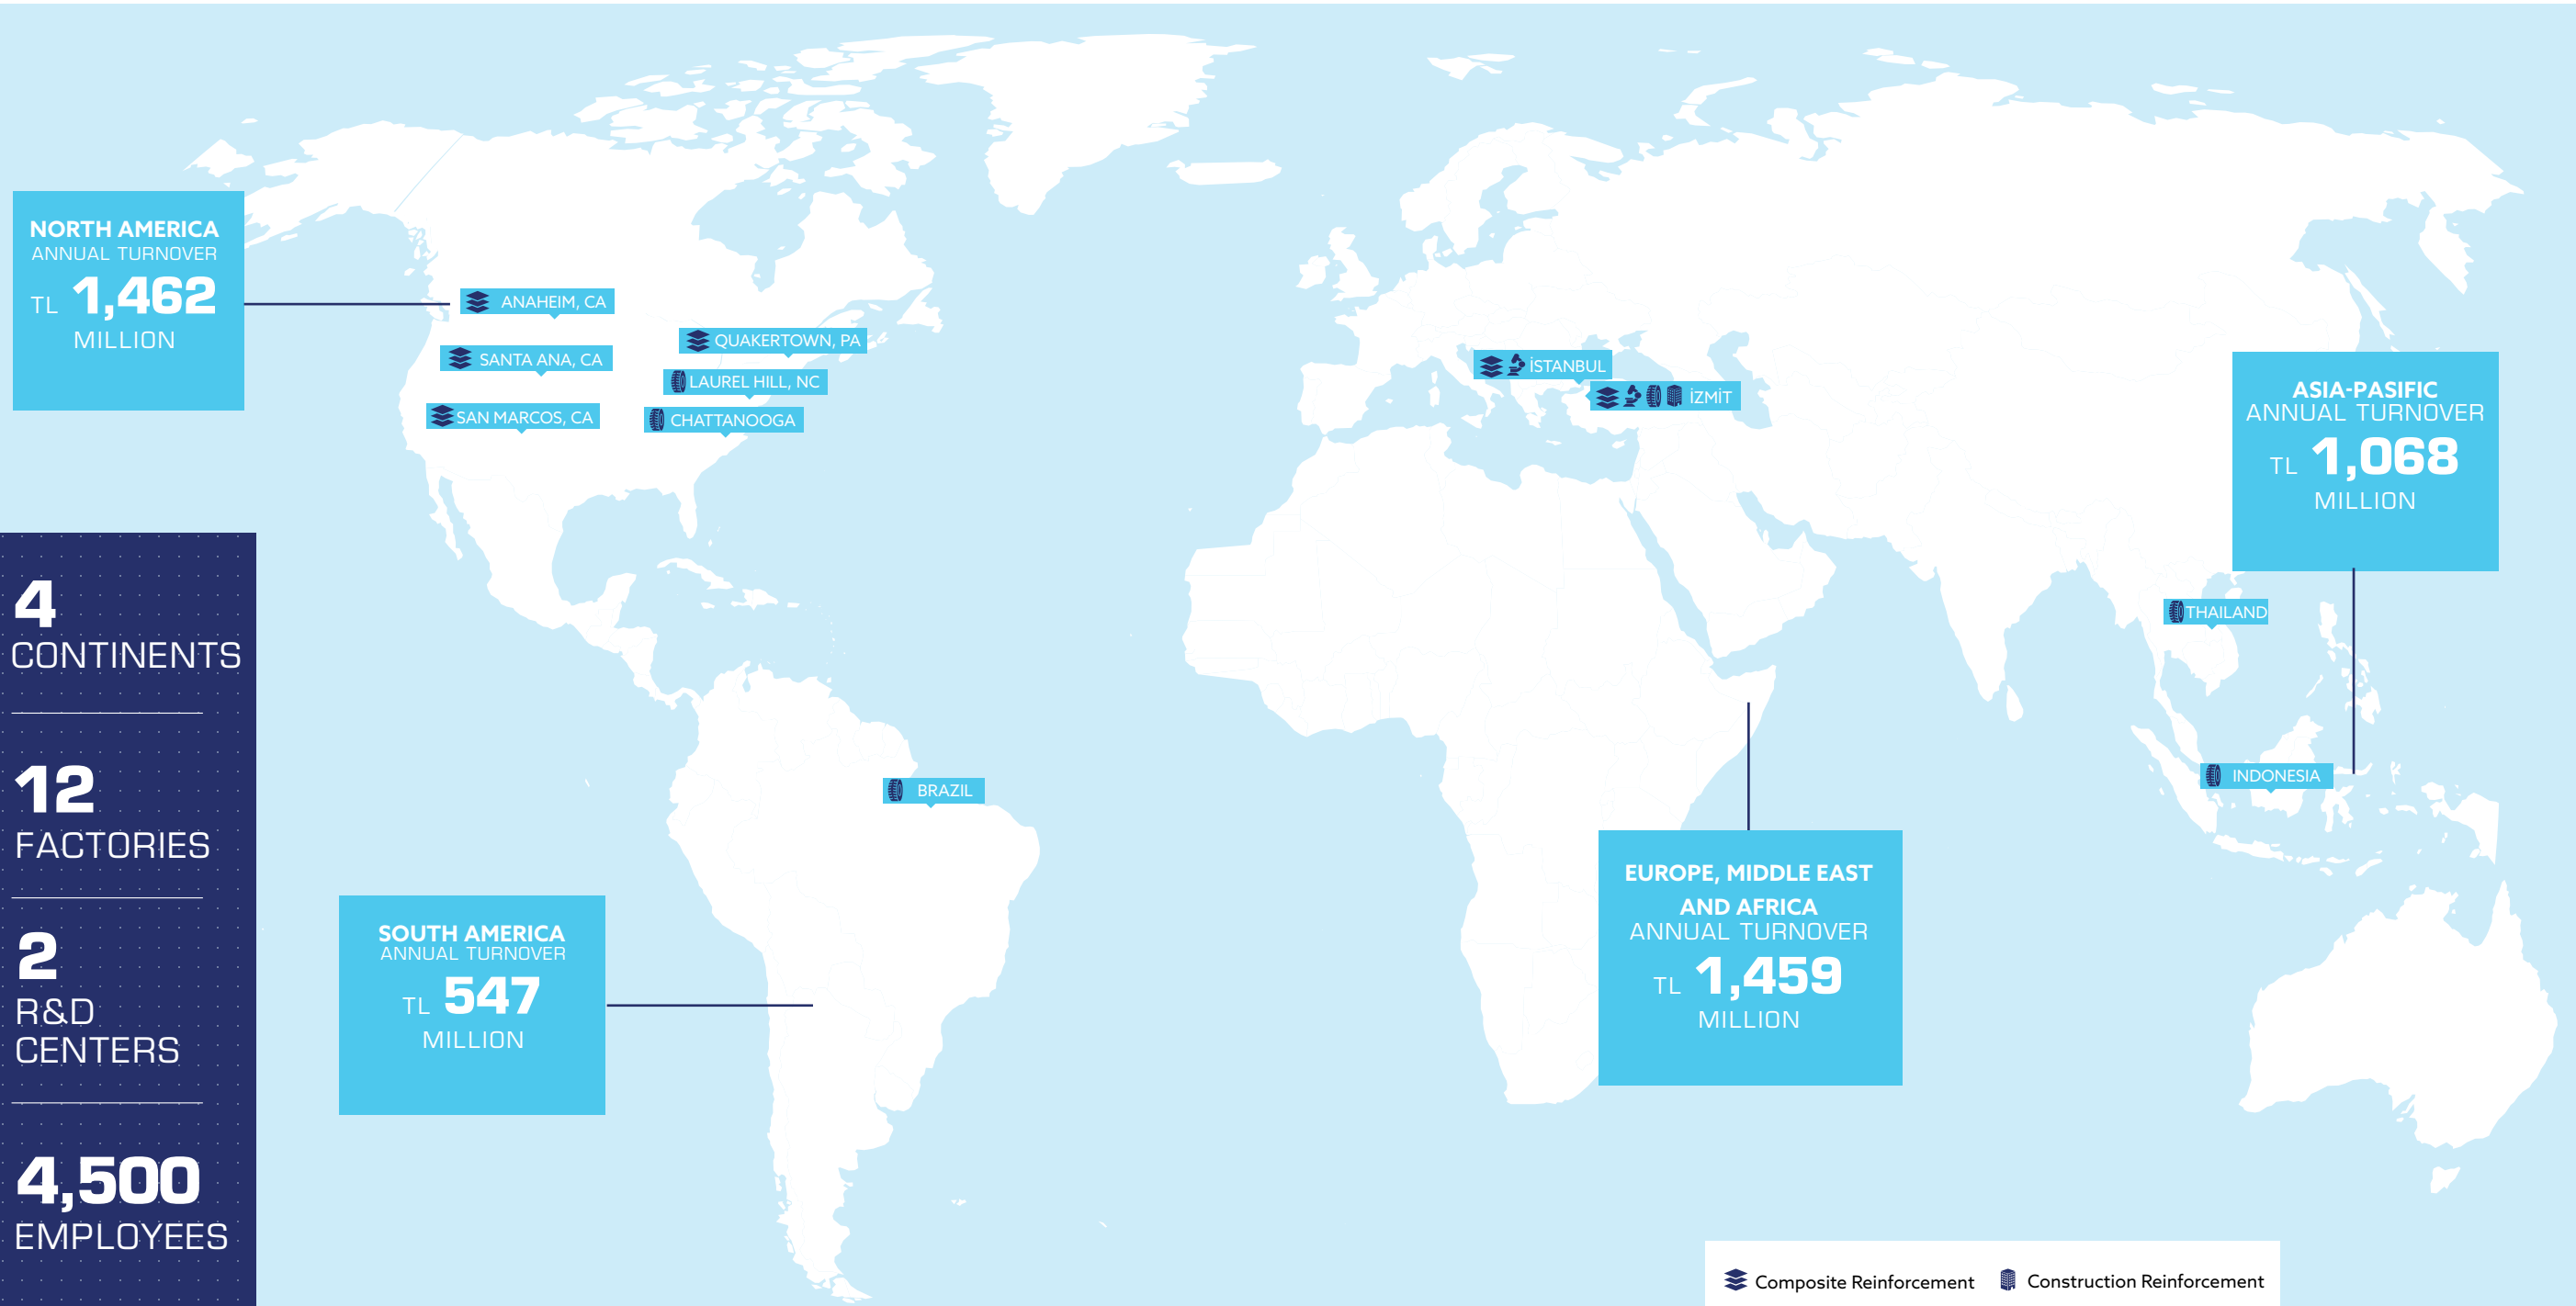 NORTH AMERICA
ANNUAL TURNOVER
TL 1,462
MILLION
ANAHEIM, CA
SANTA ANA, CA
SAN MARCOS, CA
QUAKERTOWN, PA
LAUREL HILL, NC
CHATTANOOGA
İSTANBUL
İZMİT
ASIA-PASIFIC
ANNUAL TURNOVER
TL 1,068
MILLION
THAILAND
INDONESIA
BRAZIL
4
CONTINENTS
12
FACTORIES
2
R&D
CENTERS
4,500
EMPLOYEES
SOUTH AMERICA
ANNUAL TURNOVER
TL 547
MILLION
EUROPE, MIDDLE EAST
AND AFRICA
ANNUAL TURNOVER
TL 1,459
MILLION
Composite Reinforcement Construction Reinforcement